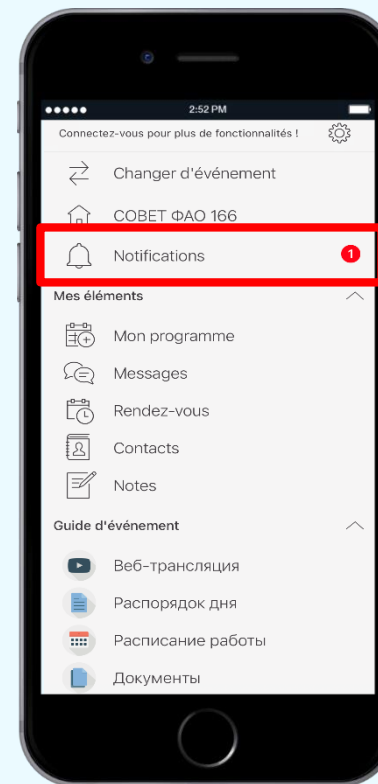 2:52 PM
Connectez-vous pour plus de fonctionnalités !
Changer d'événement
СОВЕТ ФАО 166
Notifications 1
Mes éléments
Mon programme
Messages
Rendez-vous
Contacts
Notes
Guide d'événement
Веб-трансляция
Распорядок дня
Расписание работы
Документы